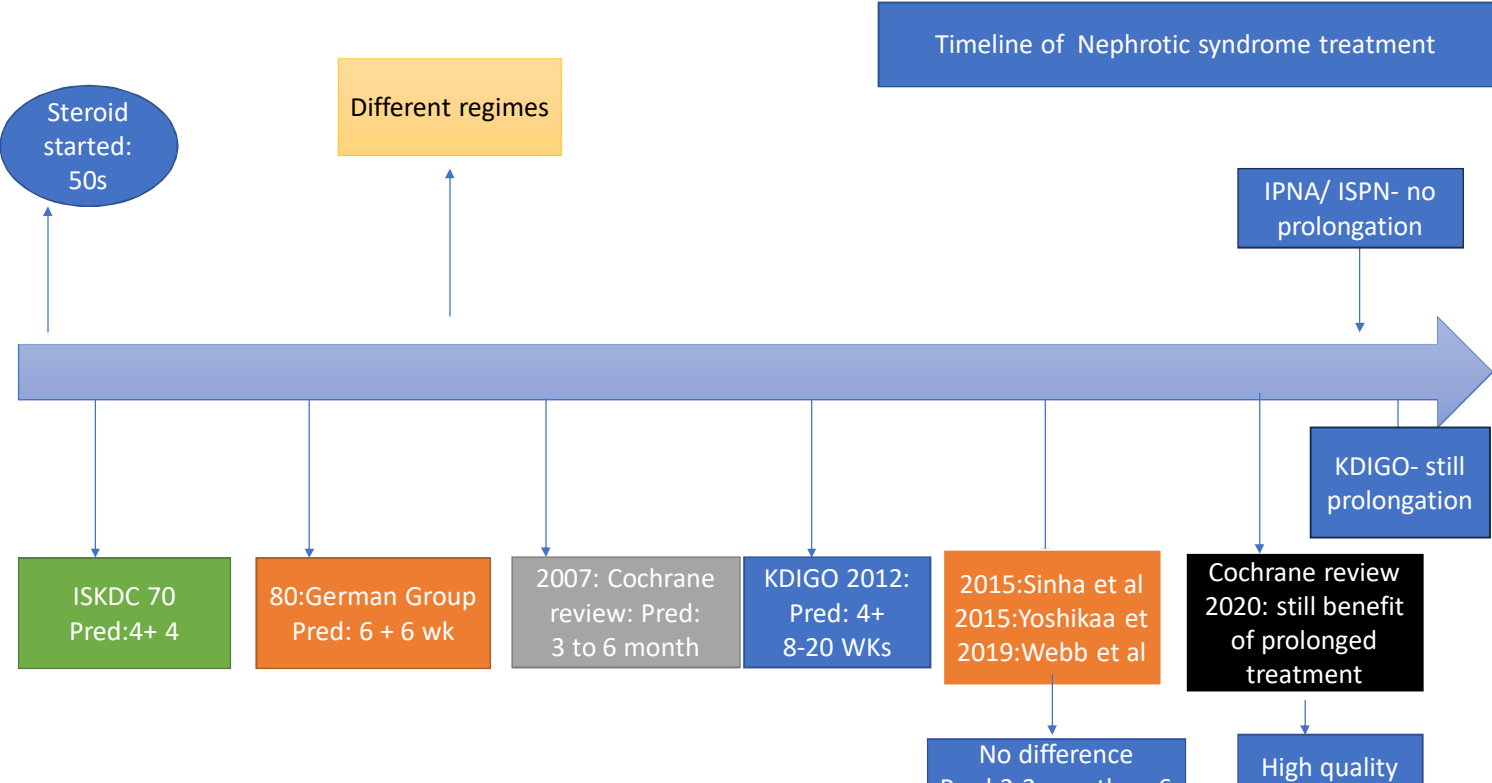 Timeline of Nephrotic syndrome treatment
Steroid
started:
50s
Different regimes
IPNA/ ISPN- no
prolongation
KDIGO- still
prolongation
ISKDC 70
Pred:4+ 4
80:German Group
Pred: 6 + 6 wk
2007: Cochrane
review: Pred:
3 to 6 month
KDIGO 2012:
Pred: 4+
8-20 WKs
2015:Sinha et al
2015:Yoshikaa et
2019:Webb et al
Cochrane review
2020: still benefit
of prolonged
treatment
No difference
High quality